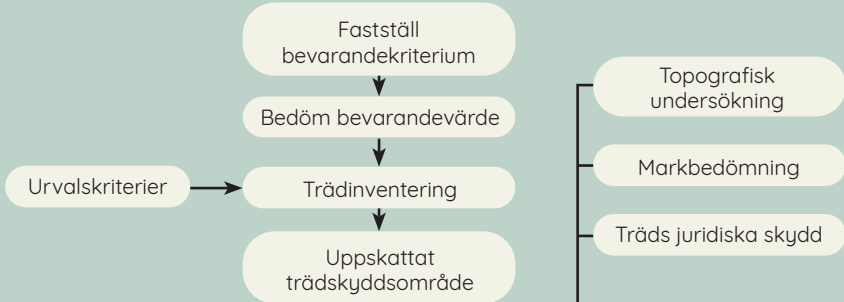 Fastställ
bevarandekriterium
Bedöm bevarandevärde
Urvalskriterier
Trädinventering
Uppskattat
trädskyddsområde
Topografisk
undersökning
Markbedömning
Träds juridiska skydd